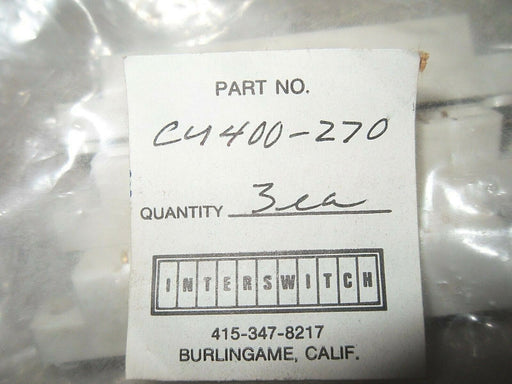 PART NO.
C4400-270
QUANTITY 3ea
INTERSWITCH
415-347-8217
BURLINGAME, CALIF.